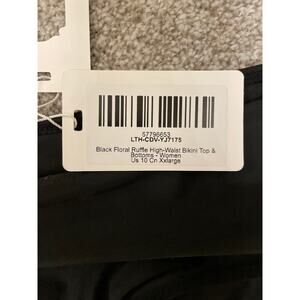 57796653
LTH-CDV-YJ7175
Black Floral Ruffle High-Waist Bikini Top &
Bottoms - Women
Us 10 Cn Xxlarge